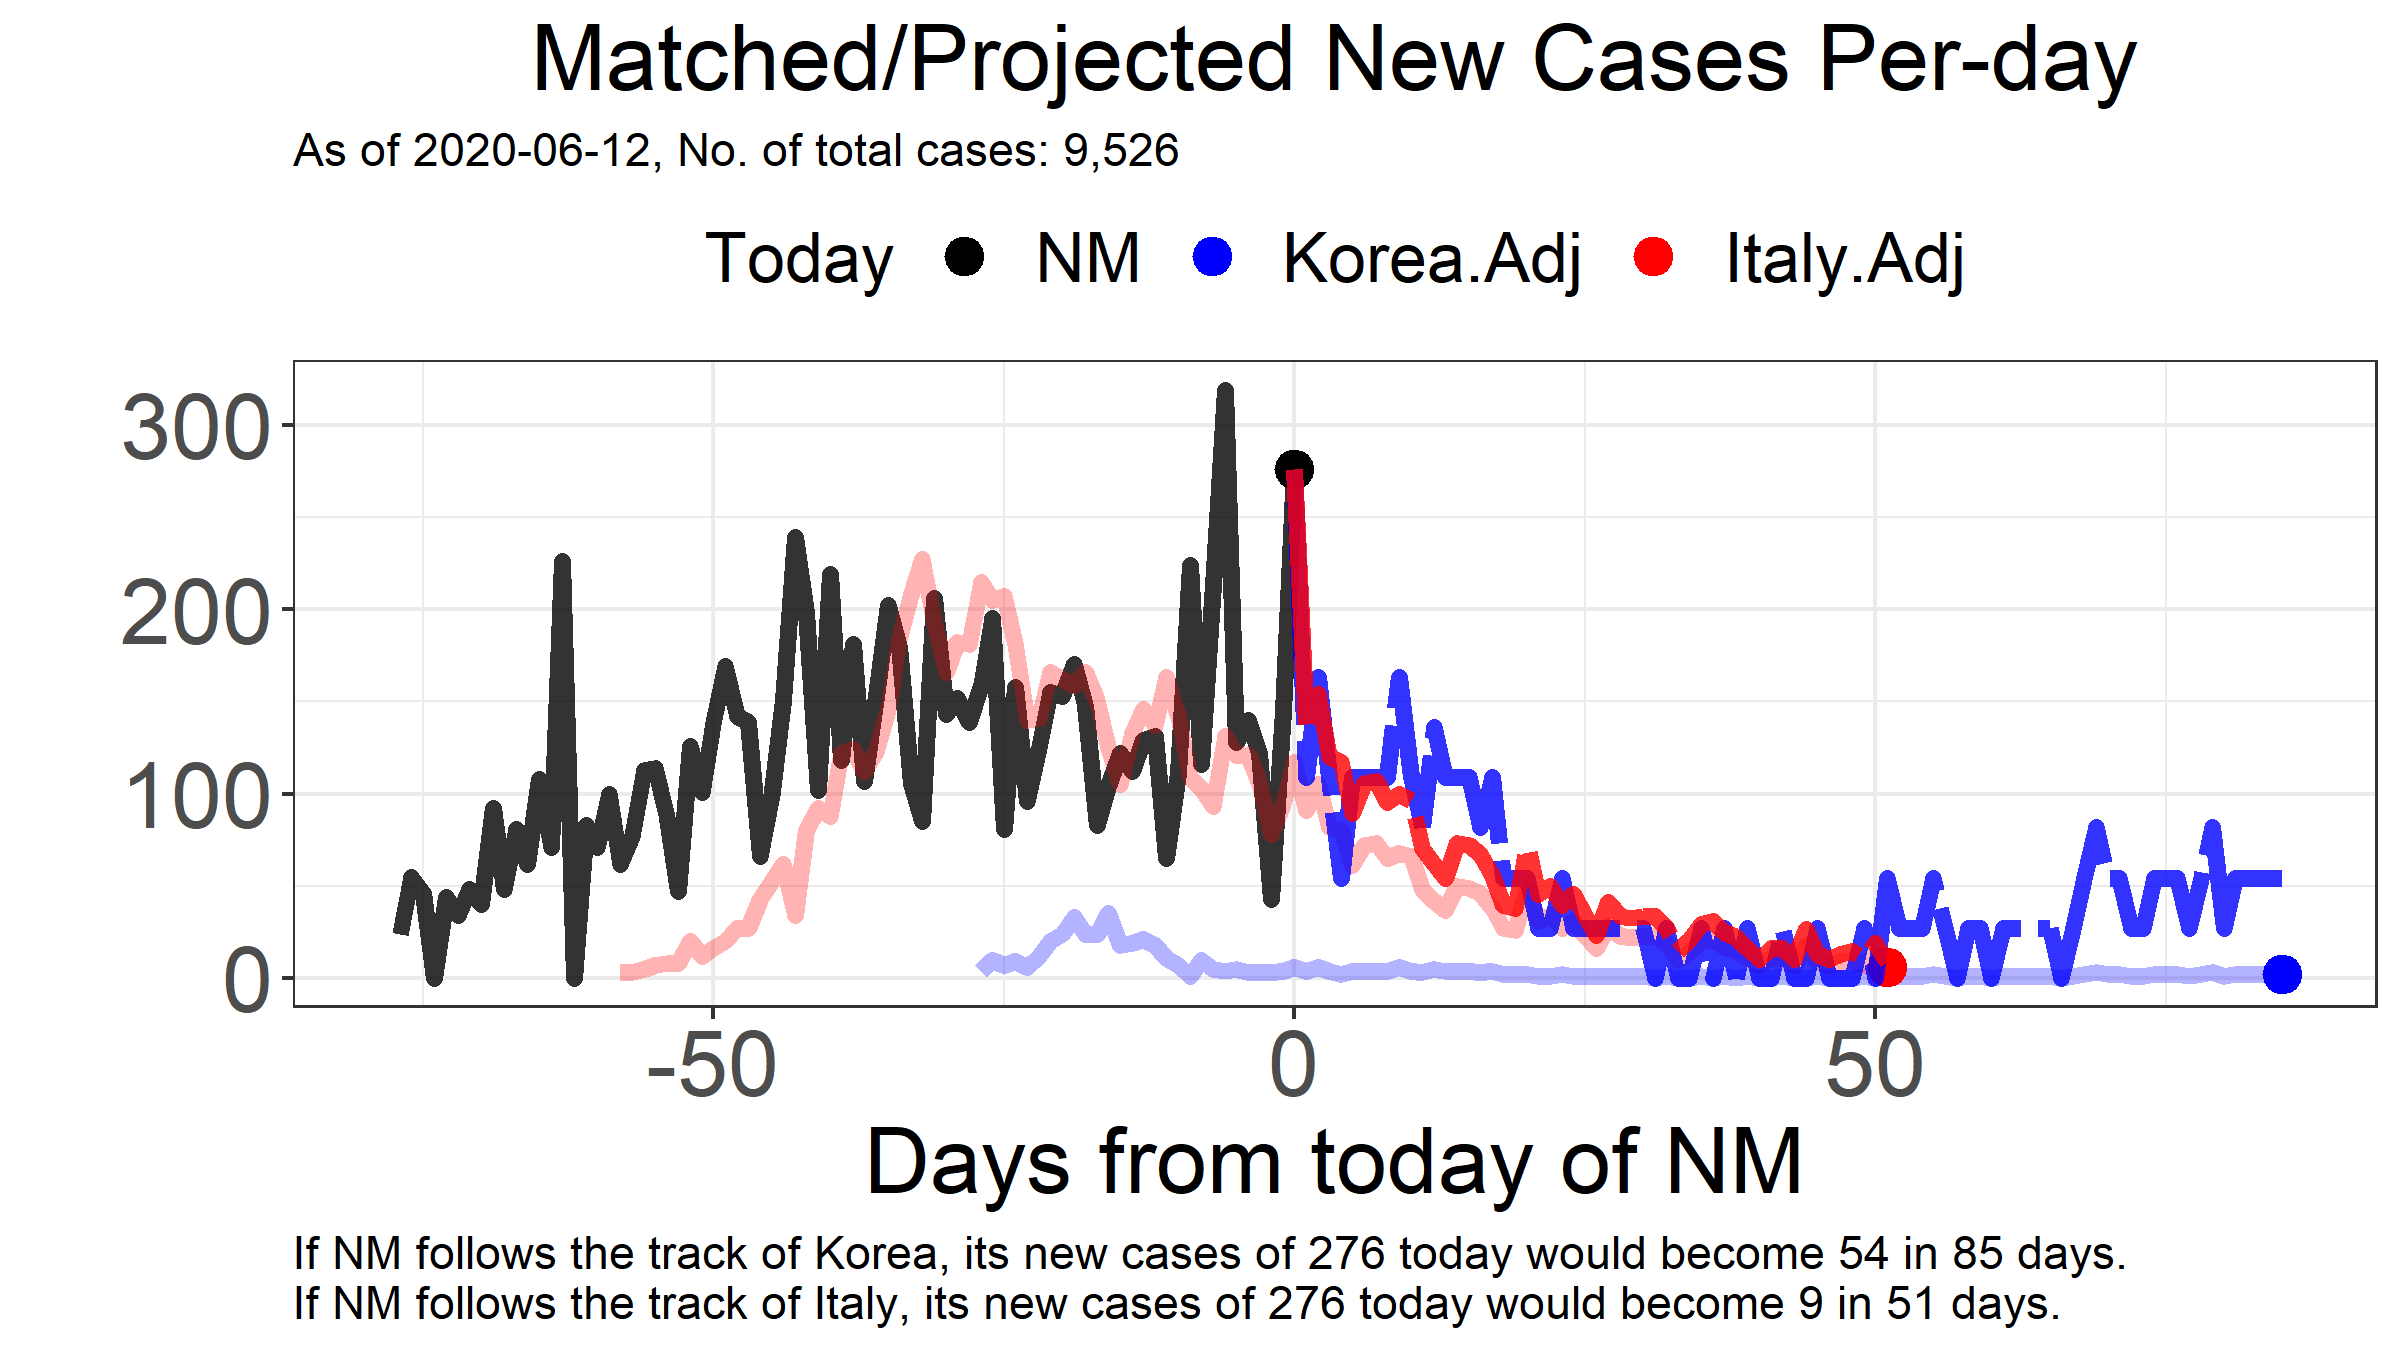 Matched/Projected New Cases Per-day
As of 2020-06-12, No. of total cases: 9,526
Today NM Korea.Adj Italy.Adj
300
200
100
0
-50 0 50
Days from today of NM
If NM follows the track of Korea, its new cases of 276 today would become 54 in 85 days.
If NM follows the track of Italy, its new cases of 276 today would become 9 in 51 days.